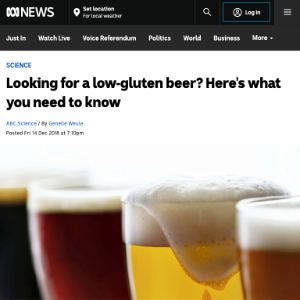 NEWS
Set location
For local weather
Log In
Just In Watch Live Voice Referendum Politics World Business More
SCIENCE
Looking for a low-gluten beer? Here's what
you need to know
ABC Science / By Genelle Weule
Posted Fri 14 Dec 2018 at 7:10pm